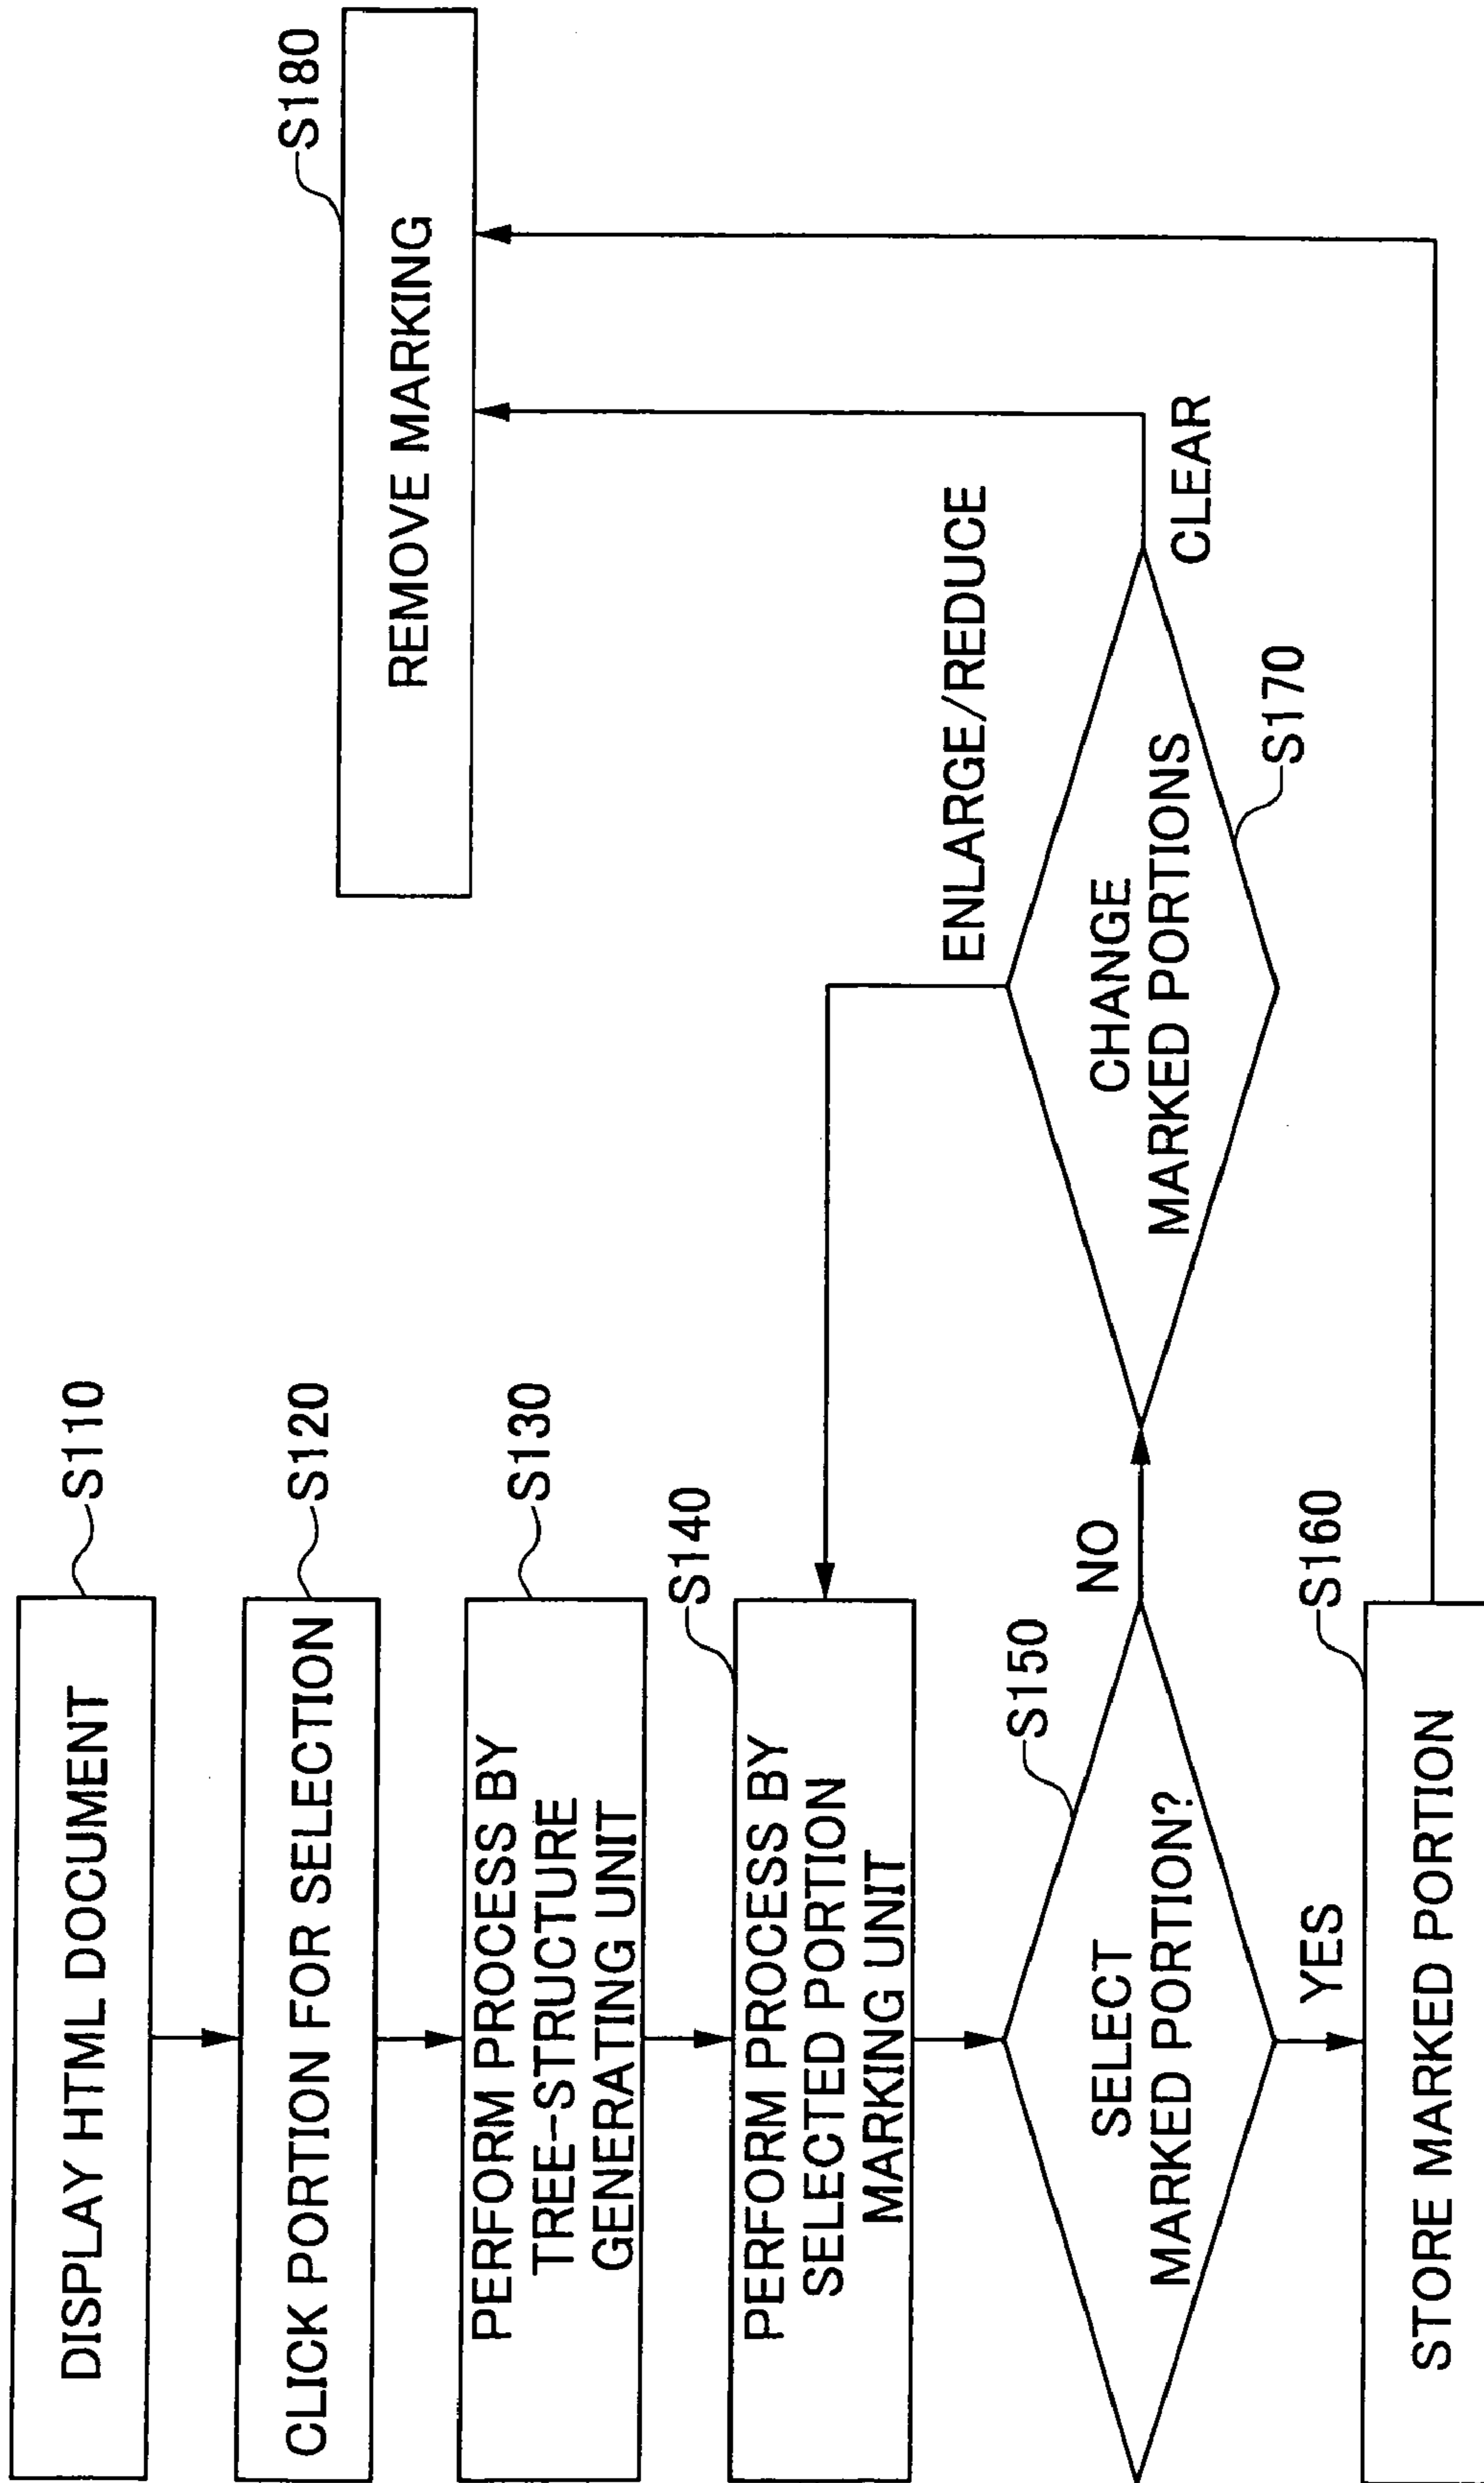 DISPLAY HTML DOCUMENT
S110
CLICK PORTION FOR SELECTION
S120
PERFORM PROCESS BY
TREE-STRUCTURE
GENERATING UNIT
S130
PERFORM PROCESS BY
SELECTED PORTION
MARKING UNIT
S140
SELECT
MARKED PORTION?
S150
NO
YES
STORE MARKED PORTION
S160
CHANGE
MARKED PORTIONS
S170
ENLARGE/REDUCE
CLEAR
REMOVE MARKING
S180